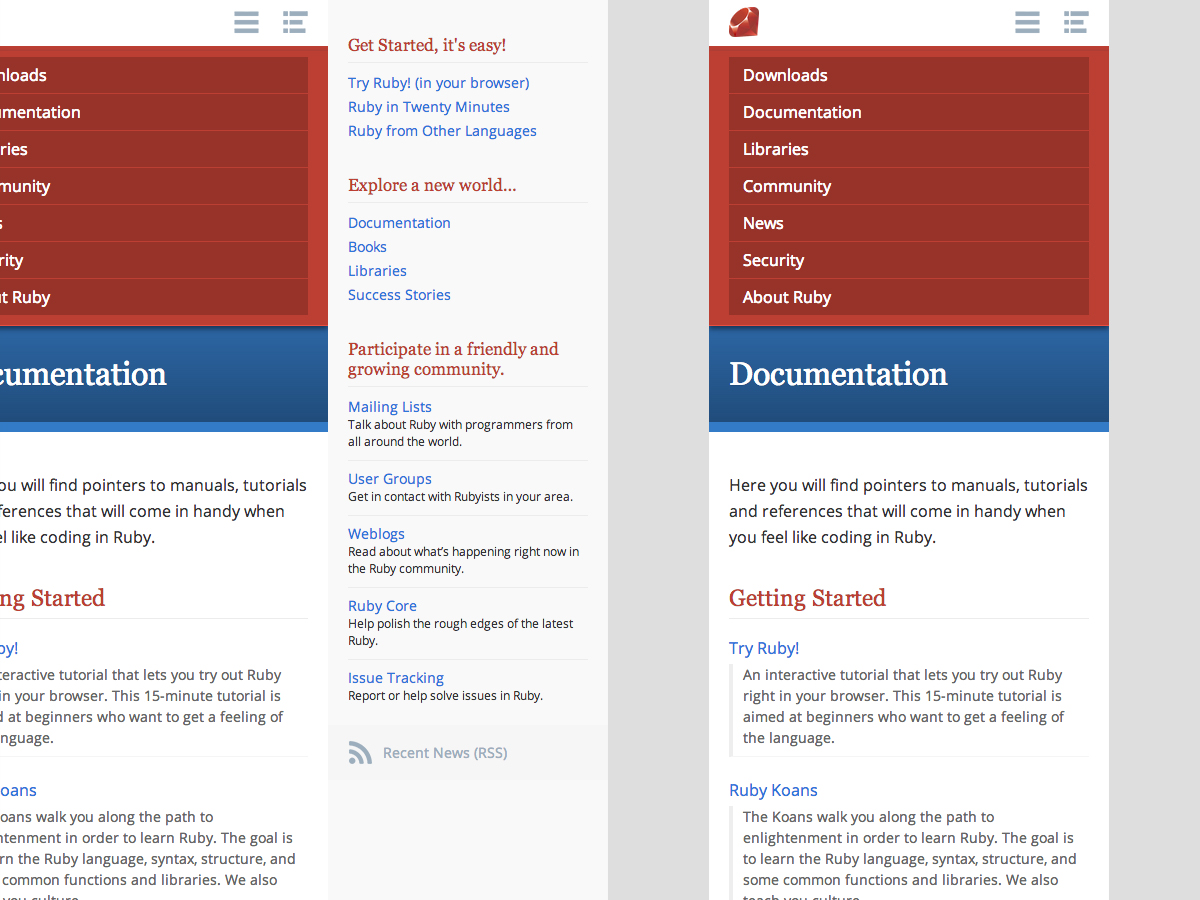 nloads
mentation
ries
munity
s
rity
ut Ruby
cumentation
ou will find pointers to manuals, tutorials
ferences that will come in handy when
el like coding in Ruby.
ng Started
by!
teractive tutorial that lets you try out Ruby
in your browser. This 15-minute tutorial is
d at beginners who want to get a feeling of
nguage.
oans
oans walk you along the path to
htenment in order to learn Ruby. The goal is
rn the Ruby language, syntax, structure, and
common functions and libraries. We also
you culture.
Get Started, it's easy!
Try Ruby! (in your browser)
Ruby in Twenty Minutes
Ruby from Other Languages
Explore a new world...
Documentation
Books
Libraries
Success Stories
Participate in a friendly and
growing community.
Mailing Lists
Talk about Ruby with programmers from
all around the world.
User Groups
Get in contact with Rubyists in your area.
Weblogs
Read about what’s happening right now in
the Ruby community.
Ruby Core
Help polish the rough edges of the latest
Ruby.
Issue Tracking
Report or help solve issues in Ruby.
Recent News (RSS)
Downloads
Documentation
Libraries
Community
News
Security
About Ruby
Documentation
Here you will find pointers to manuals, tutorials
and references that will come in handy when
you feel like coding in Ruby.
Getting Started
Try Ruby!
An interactive tutorial that lets you try out Ruby
right in your browser. This 15-minute tutorial is
aimed at beginners who want to get a feeling of
the language.
Ruby Koans
The Koans walk you along the path to
enlightenment in order to learn Ruby. The goal is
to learn the Ruby language, syntax, structure, and
some common functions and libraries. We also
teach you culture.